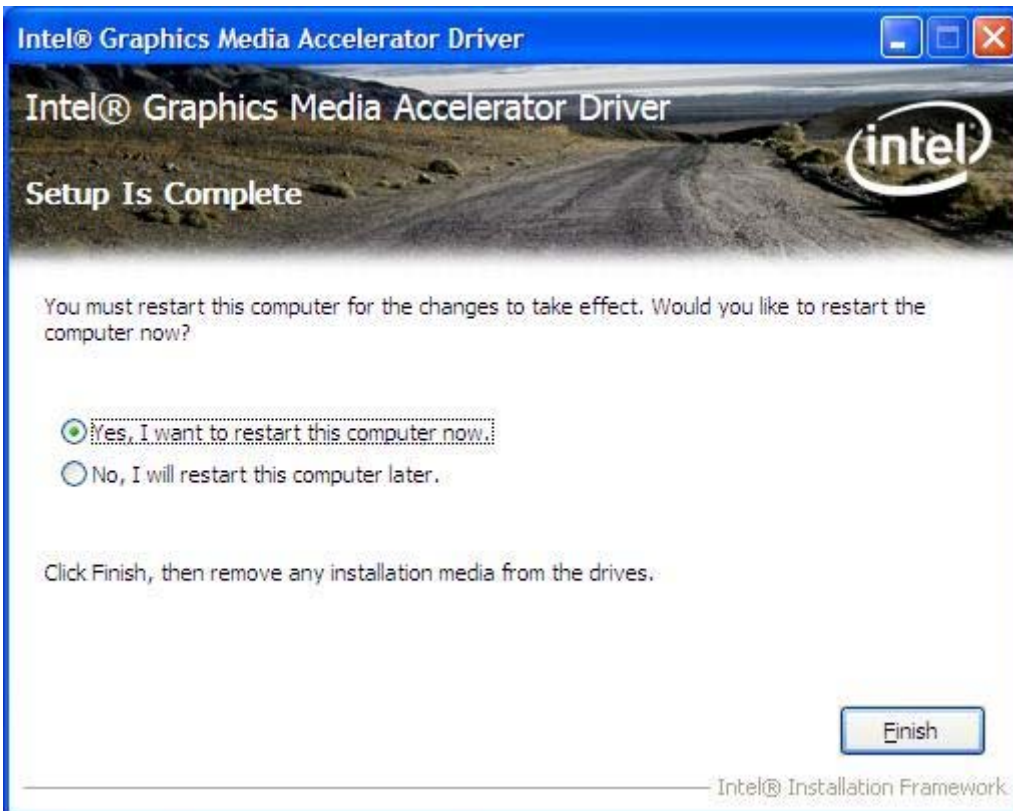 Intel® Graphics Media Accelerator Driver
Intel® Graphics Media Accelerator Driver
intel
Setup Is Complete
You must restart this computer for the changes to take effect. Would you like to restart the
computer now?
Yes, I want to restart this computer now.
No, I will restart this computer later.
Click Finish, then remove any installation media from the drives.
Finish
Intel® Installation Framework